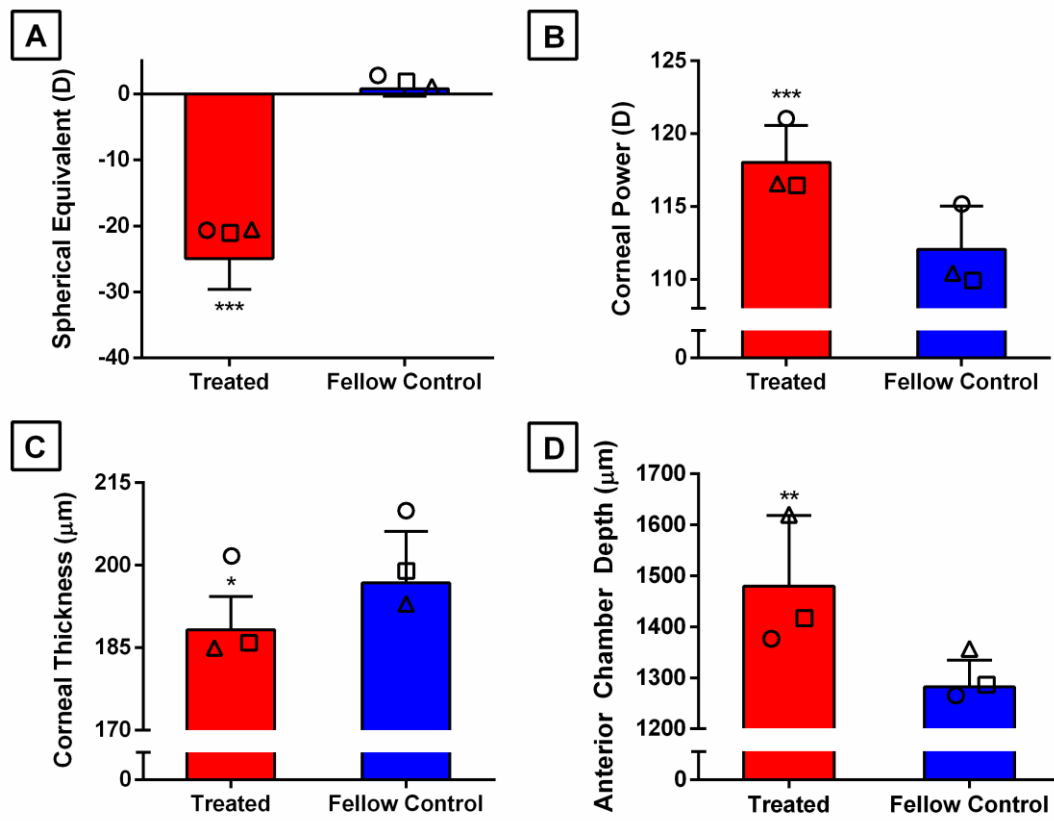 A
Spherical Equivalent (D)
0
-10
-20
-30
-40
***
Treated
Fellow Control
B
Corneal Power (D)
125
120
115
110
0
***
Treated
Fellow Control
C
Corneal Thickness (μm)
215
200
185
170
0
*
Treated
Fellow Control
D
Anterior Chamber Depth (μm)
1700
1600
1500
1400
1300
1200
0
**
Treated
Fellow Control